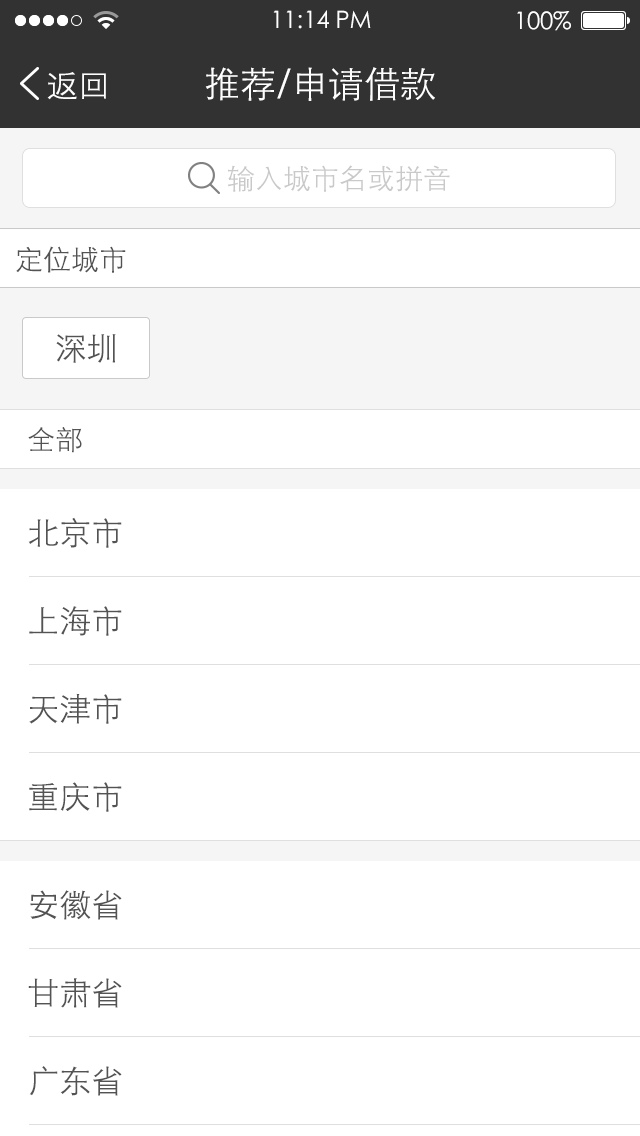 11:14 PM 100%
返回 推荐/申请借款
输入城市名或拼音
定位城市
深圳
全部
北京市
上海市
天津市
重庆市
安徽省
甘肃省
广东省